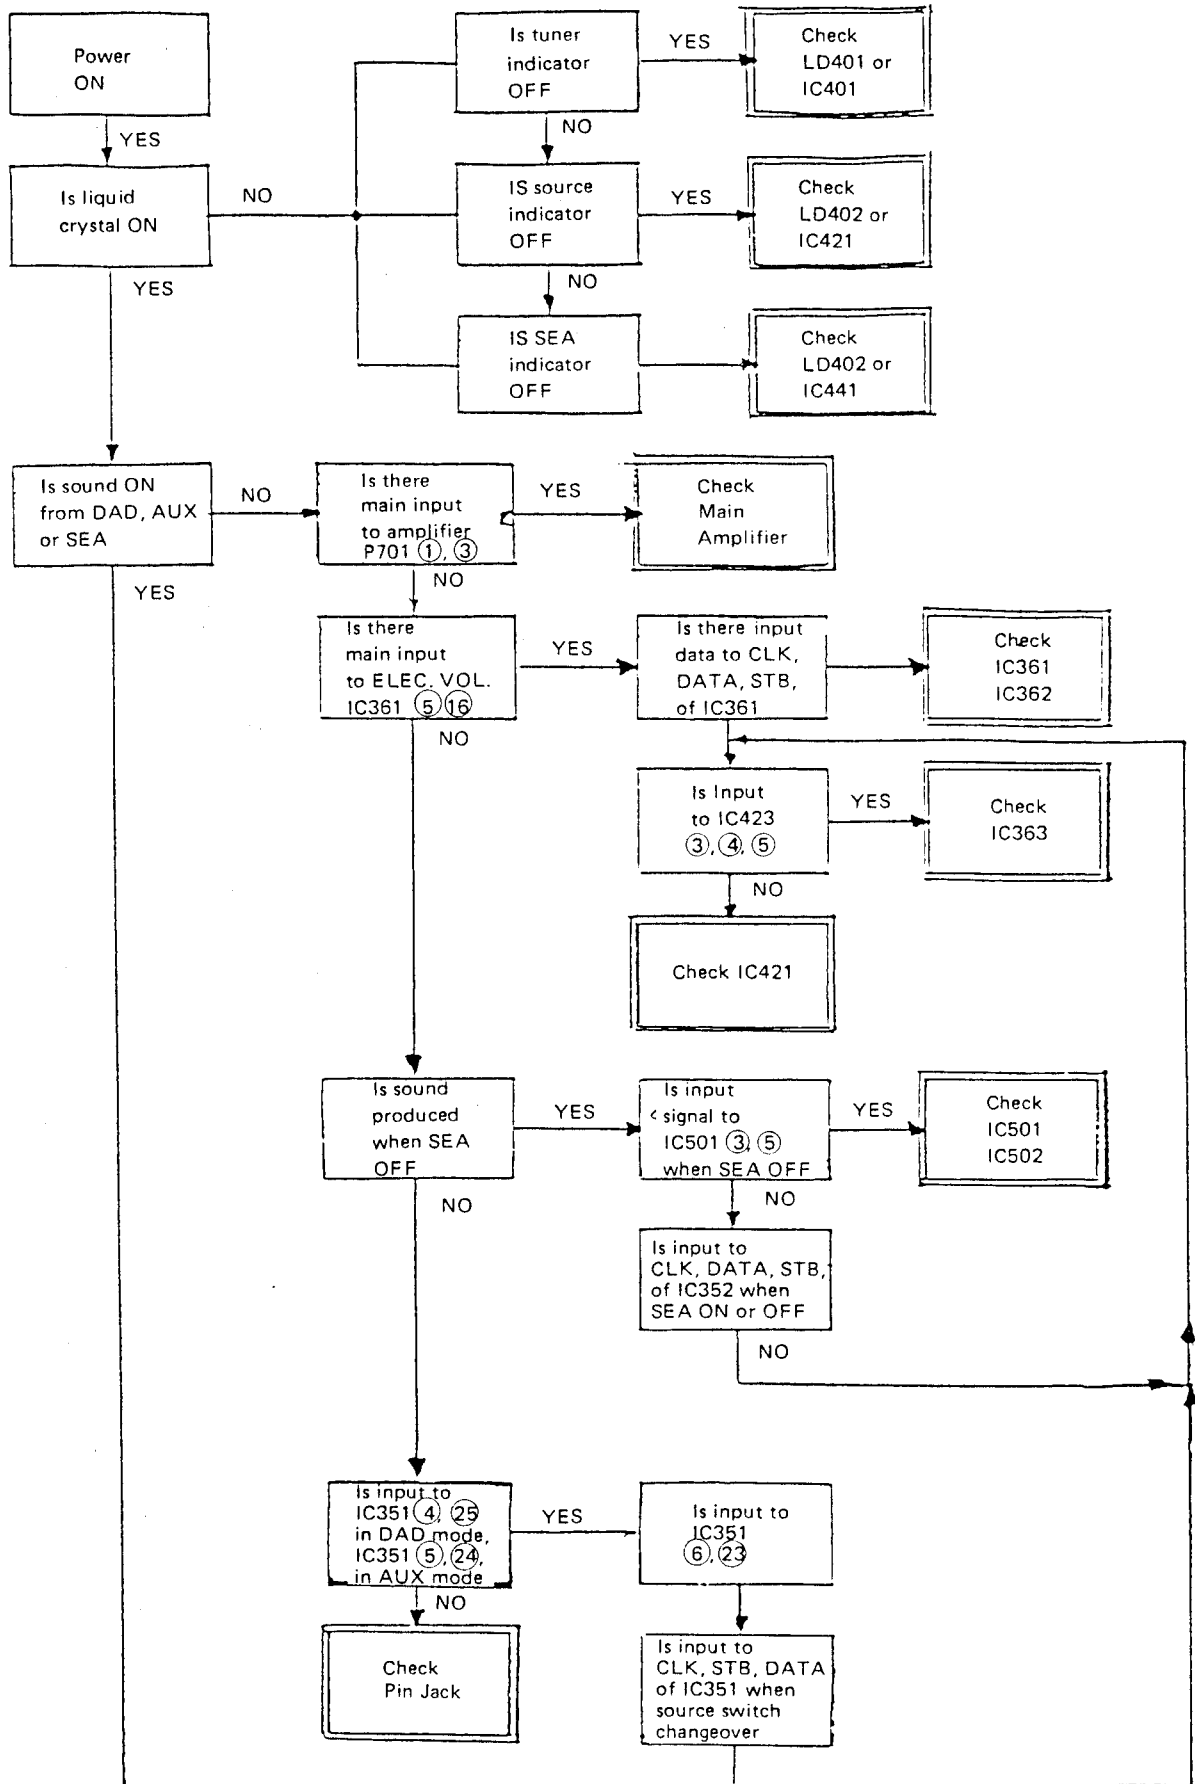 Power
ON
YES
Is liquid
crystal ON
NO
YES
Is tuner
indicator
OFF
YES
Check
LD401 or
IC401
NO
IS source
indicator
OFF
YES
Check
LD402 or
IC421
NO
IS SEA
indicator
OFF
Check
LD402 or
IC441
Is sound ON
from DAD, AUX
or SEA
NO
YES
Is there
main input
to amplifier
P701 ①, ③
YES
Check
Main
Amplifier
NO
Is there
main input
to ELEC. VOL.
IC361 ⑤ ⑯
YES
NO
Is there input
data to CLK,
DATA, STB,
of IC361
Check
IC361
IC362
Is Input
to IC423
③, ④, ⑤
YES
Check
IC363
NO
Check IC421
Is sound
produced
when SEA
OFF
YES
NO
Is input
signal to
IC501 ③, ⑤
when SEA OFF
YES
Check
IC501
IC502
NO
Is input to
CLK, DATA, STB,
of IC352 when
SEA ON or OFF
NO
Is input to
IC351 ④, ㉕
in DAD mode,
IC351 ⑤, ㉔,
in AUX mode
YES
NO
Is input to
IC351
⑥, ㉓
Check
Pin Jack
Is input to
CLK, STB, DATA
of IC351 when
source switch
changeover